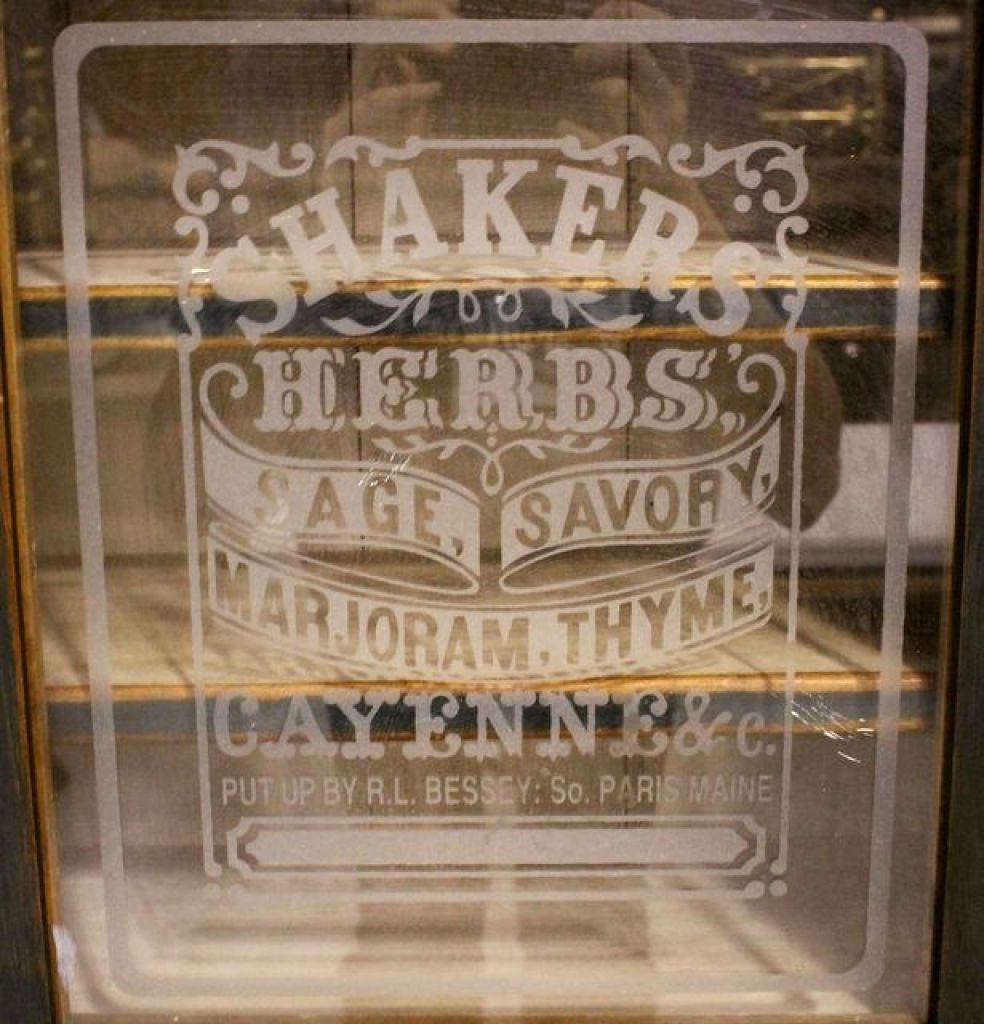 SHAKERS
HERBS,
SAGE, SAVORY,
MARJORAM, THYME,
CAYENNE & C.
PUT UP BY R.L. BESSEY: So. PARIS MAINE